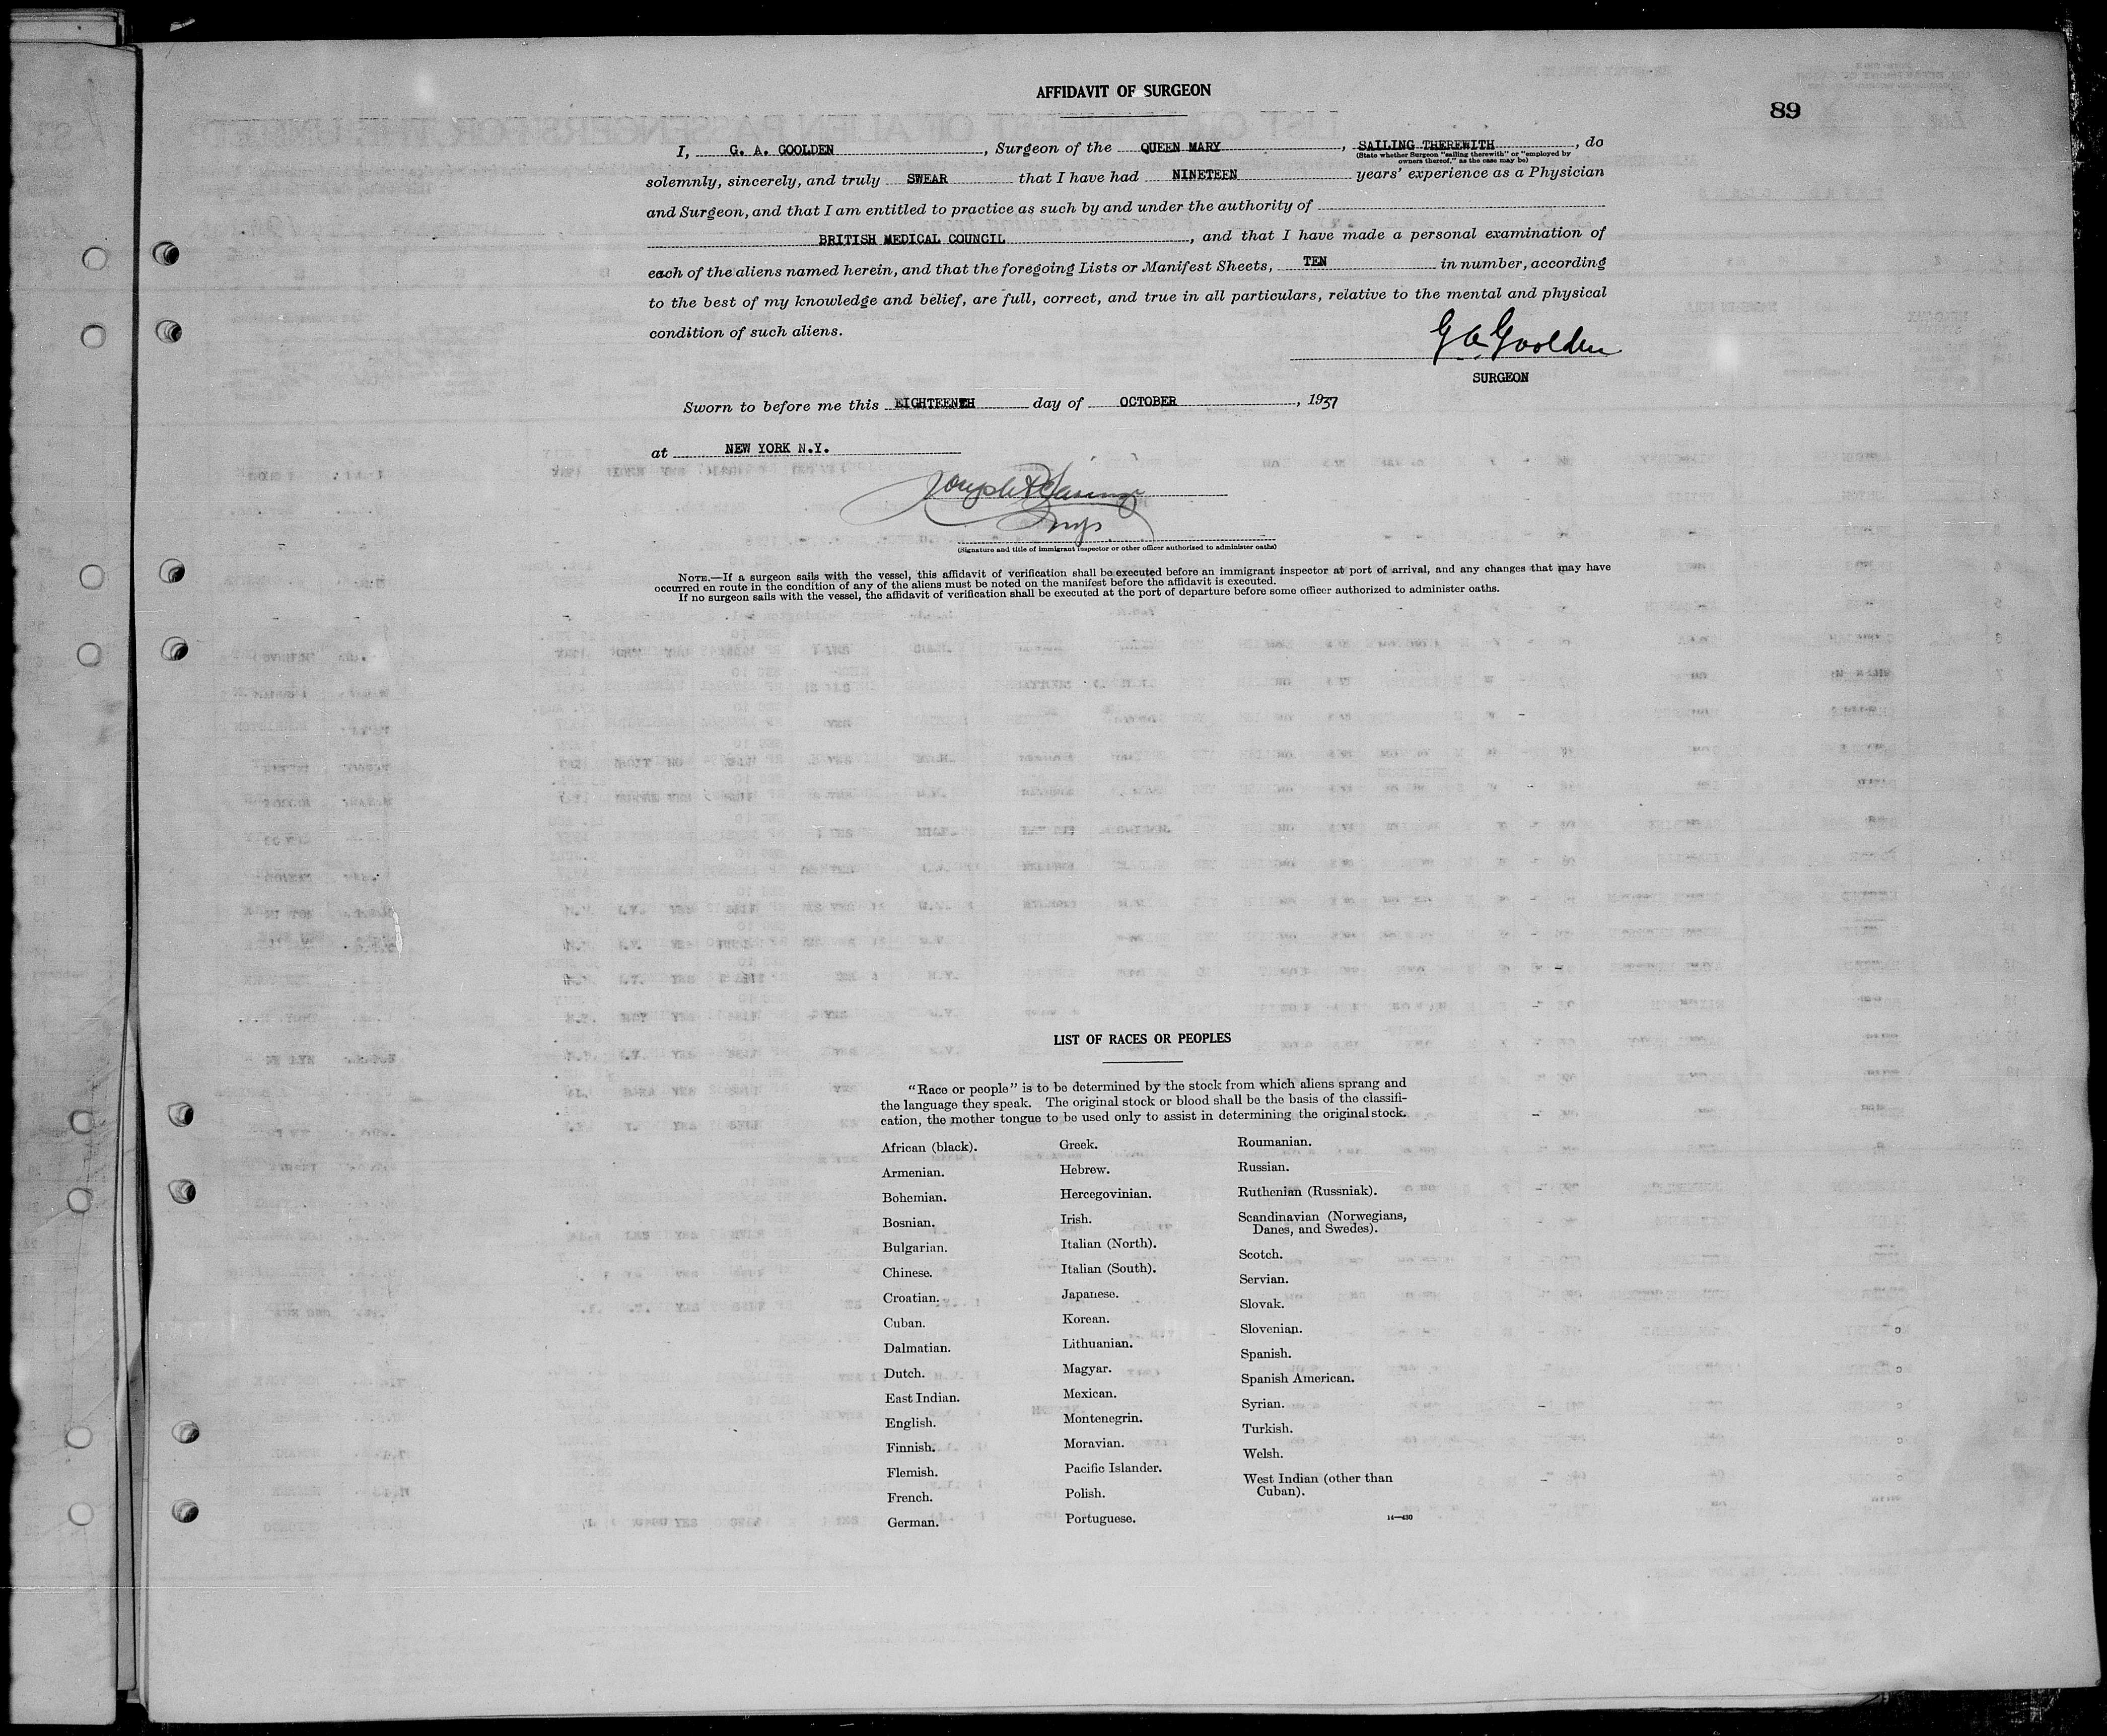 AFFIDAVIT OF SURGEON
89
I, G. A. GOOLDEN, Surgeon of the QUEEN MARY, SAILING THEREWITH, do
(State whether Surgeon "sailing therewith" or "employed by
owners thereof," as the case may be)
solemnly, sincerely, and truly SWEAR that I have had NINETEEN years' experience as a Physician
and Surgeon, and that I am entitled to practice as such by and under the authority of
BRITISH MEDICAL COUNCIL, and that I have made a personal examination of
each of the aliens named herein, and that the foregoing Lists or Manifest Sheets, TEN in number, according
to the best of my knowledge and belief, are full, correct, and true in all particulars, relative to the mental and physical
condition of such aliens.
G A Goolden
SURGEON
Sworn to before me this EIGHTEENTH day of OCTOBER, 1937
at NEW YORK N.Y.
Joseph
(Signature and title of immigrant inspector or other officer authorized to administer oaths)
NOTE.—If a surgeon sails with the vessel, this affidavit of verification shall be executed before an immigrant inspector at port of arrival, and any changes that may have
occurred en route in the condition of any of the aliens must be noted on the manifest before the affidavit is executed.
If no surgeon sails with the vessel, the affidavit of verification shall be executed at the port of departure before some officer authorized to administer oaths.
LIST OF RACES OR PEOPLES
"Race or people" is to be determined by the stock from which aliens sprang and
the language they speak. The original stock or blood shall be the basis of the classifi-
cation, the mother tongue to be used only to assist in determining the original stock.
African (black).
Armenian.
Bohemian.
Bosnian.
Bulgarian.
Chinese.
Croatian.
Cuban.
Dalmatian.
Dutch.
East Indian.
English.
Finnish.
Flemish.
French.
German.
Greek.
Hebrew.
Hercegovinian.
Irish.
Italian (North).
Italian (South).
Japanese.
Korean.
Lithuanian.
Magyar.
Mexican.
Montenegrin.
Moravian.
Pacific Islander.
Polish.
Portuguese.
Roumanian.
Russian.
Ruthenian (Russniak).
Scandinavian (Norwegians,
Danes, and Swedes).
Scotch.
Servian.
Slovak.
Slovenian.
Spanish.
Spanish American.
Syrian.
Turkish.
Welsh.
West Indian (other than
Cuban).
14—430